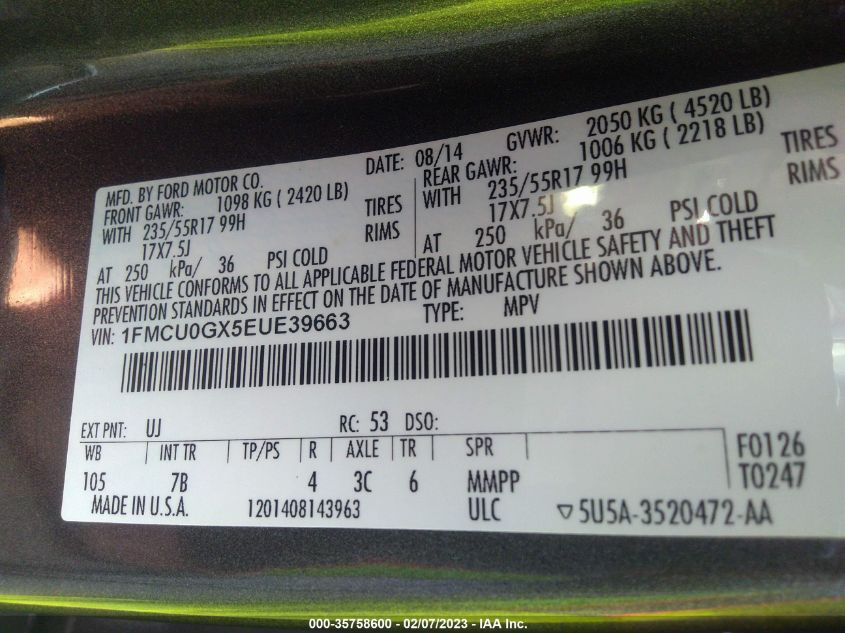 MFD. BY FORD MOTOR CO.
DATE: 08/14 GVWR: 2050 KG ( 4520 LB)
FRONT GAWR: 1098 KG ( 2420 LB)
REAR GAWR: 1006 KG ( 2218 LB)
WITH 235/55R17 99H TIRES
WITH 235/55R17 99H TIRES
17X7.5J RIMS
17X7.5J RIMS
AT 250 kPa/ 36 PSI COLD
AT 250 kPa/ 36 PSI COLD
THIS VEHICLE CONFORMS TO ALL APPLICABLE FEDERAL MOTOR VEHICLE SAFETY AND THEFT
PREVENTION STANDARDS IN EFFECT ON THE DATE OF MANUFACTURE SHOWN ABOVE.
VIN: 1FMCU0GX5EUE39663 TYPE: MPV
EXT PNT: UJ RC: 53 DSO:
WB INT TR TP/PS R AXLE TR SPR F0126
105 7B 4 3C 6 MMPP T0247
MADE IN U.S.A. 1201408143963 ULC ▽5U5A-3520472-AA
000-35758600 - 02/07/2023 - IAA Inc.